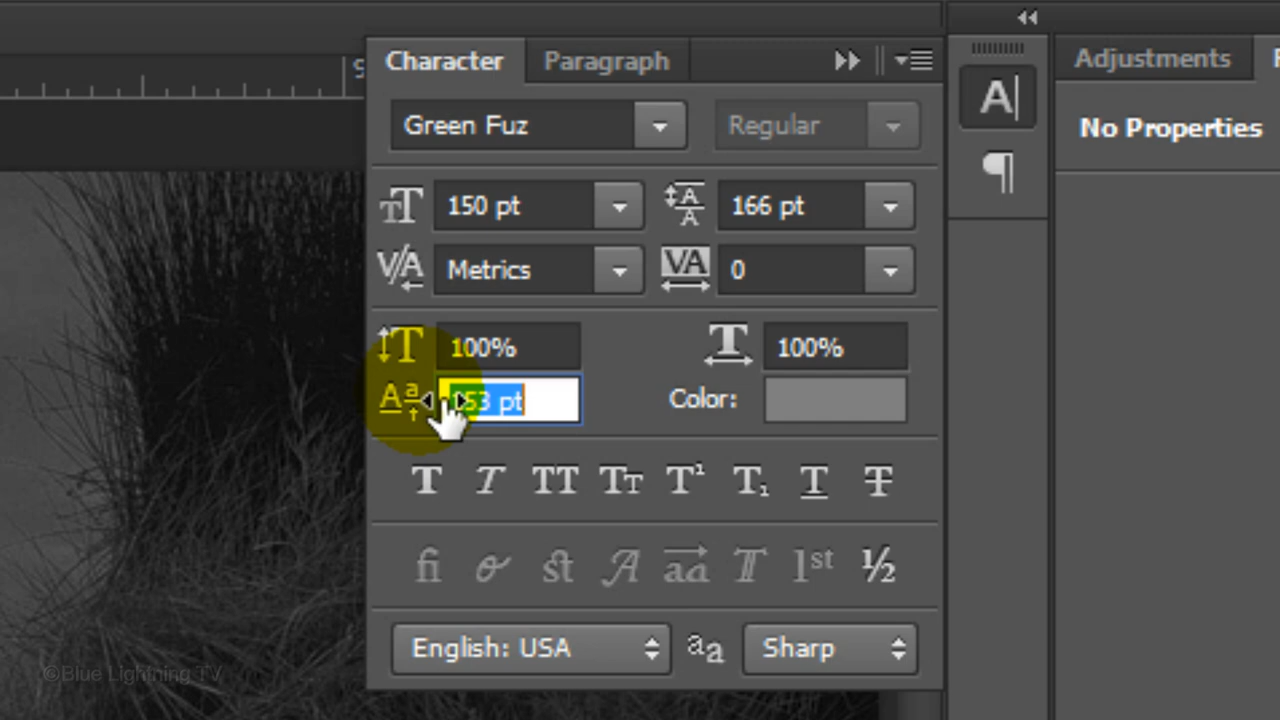 Character Paragraph
Adjustments
Green Fuz Regular
No Properties
150 pt 166 pt
Metrics 0
100% 100%
pt Color:
English: USA Sharp
©Blue Lightning TV